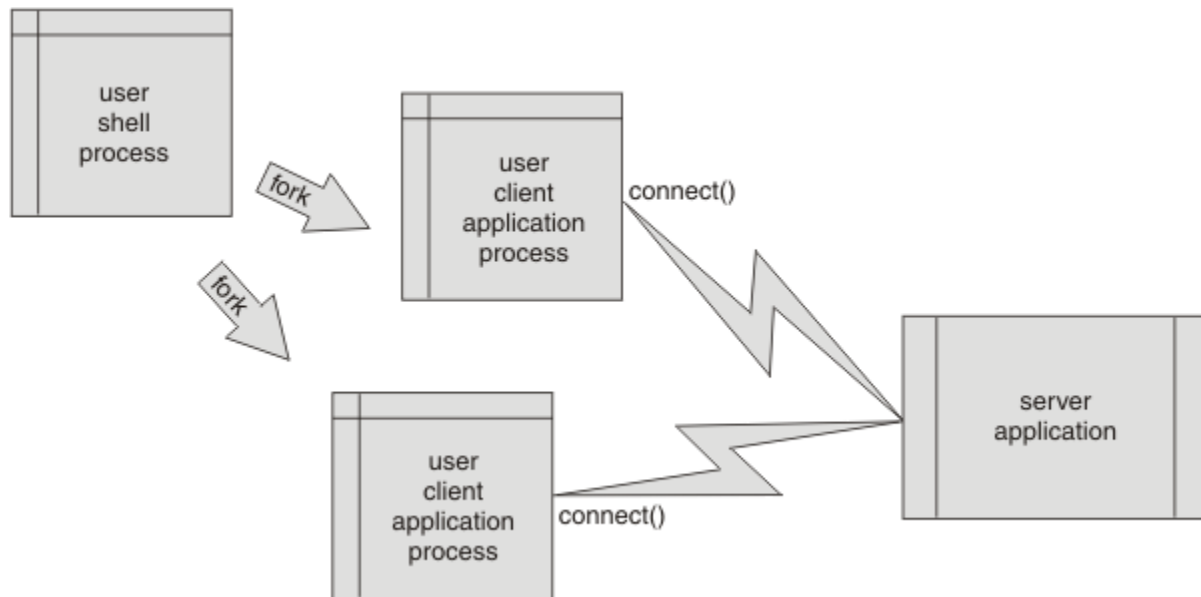 user
shell
process
fork
user
client
application
process
connect()
fork
server
application
user
client
application
process
connect()